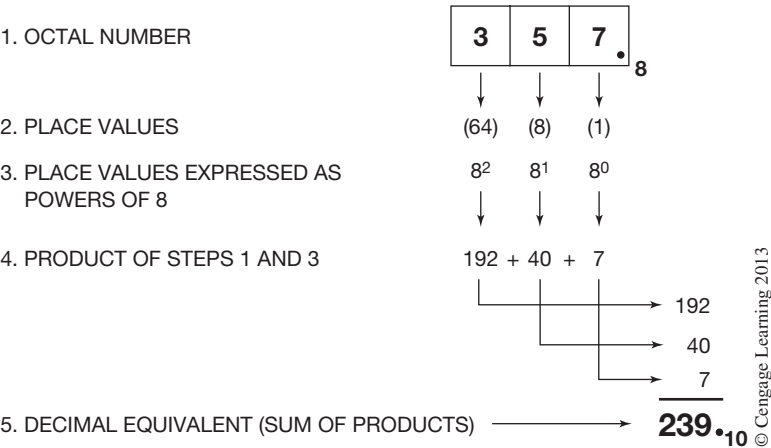 1. OCTAL NUMBER
3 5 7.8
2. PLACE VALUES
(64) (8) (1)
3. PLACE VALUES EXPRESSED AS
POWERS OF 8
8² 8¹ 8⁰
4. PRODUCT OF STEPS 1 AND 3
192 + 40 + 7
192
40
7
5. DECIMAL EQUIVALENT (SUM OF PRODUCTS)
239.10
© Cengage Learning 2013